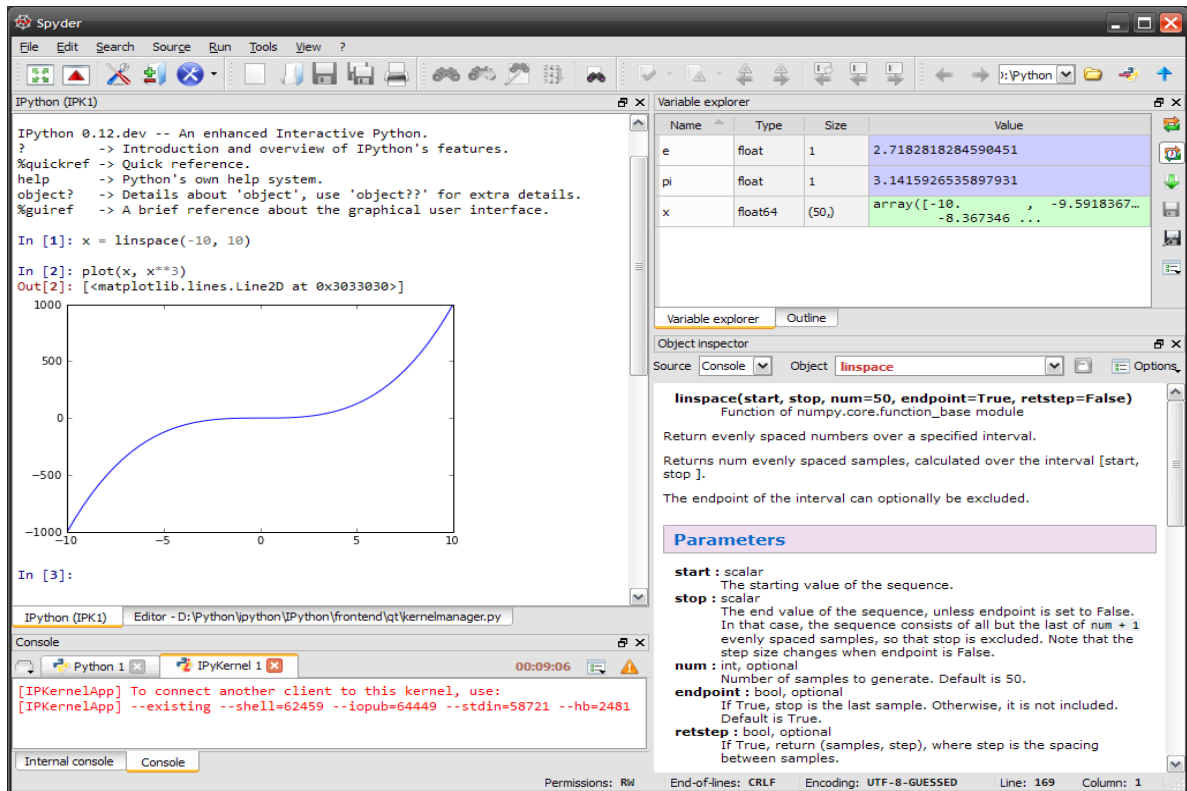 Spyder
File Edit Search Source Run Tools View ?
):\Python
IPython (IPK1)
IPython 0.12.dev -- An enhanced Interactive Python.
? -> Introduction and overview of IPython's features.
%quickref -> Quick reference.
help -> Python's own help system.
object? -> Details about 'object', use 'object??' for extra details.
%guiref -> A brief reference about the graphical user interface.
In [1]: x = linspace(-10, 10)
In [2]: plot(x, x**3)
Out[2]: [<matplotlib.lines.Line2D at 0x3033030>]
1000
500
0
−500
−1000
−10 −5 0 5 10
In [3]:
IPython (IPK1) Editor - D:\Python\ipython\IPython\frontend\qt\kernelmanager.py
Console
Python 1 IPyKernel 1 00:09:06
[IPKernelApp] To connect another client to this kernel, use:
[IPKernelApp] --existing --shell=62459 --iopub=64449 --stdin=58721 --hb=2481
Internal console Console
Variable explorer
Name Type Size Value
e float 1 2.7182818284590451
pi float 1 3.1415926535897931
x float64 (50,) array([-10. , -9.5918367…
-8.367346 ...
Variable explorer Outline
Object inspector
Source Console Object linspace Options
linspace(start, stop, num=50, endpoint=True, retstep=False)
Function of numpy.core.function_base module
Return evenly spaced numbers over a specified interval.
Returns num evenly spaced samples, calculated over the interval [start,
stop ].
The endpoint of the interval can optionally be excluded.
Parameters
start : scalar
The starting value of the sequence.
stop : scalar
The end value of the sequence, unless endpoint is set to False.
In that case, the sequence consists of all but the last of num + 1
evenly spaced samples, so that stop is excluded. Note that the
step size changes when endpoint is False.
num : int, optional
Number of samples to generate. Default is 50.
endpoint : bool, optional
If True, stop is the last sample. Otherwise, it is not included.
Default is True.
retstep : bool, optional
If True, return (samples, step), where step is the spacing
between samples.
Permissions: RW End-of-lines: CRLF Encoding: UTF-8-GUESSED Line: 169 Column: 1